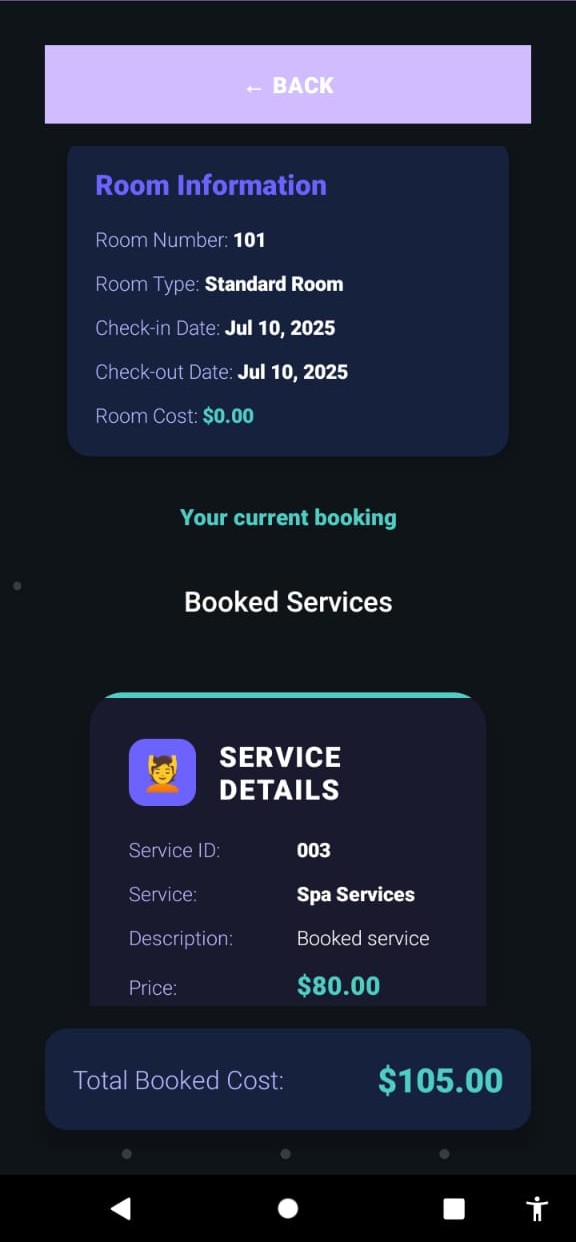 ← BACK
Room Information
Room Number: 101
Room Type: Standard Room
Check-in Date: Jul 10, 2025
Check-out Date: Jul 10, 2025
Room Cost: $0.00
Your current booking
Booked Services
SERVICE
DETAILS
Service ID: 003
Service: Spa Services
Description: Booked service
Price: $80.00
Total Booked Cost: $105.00